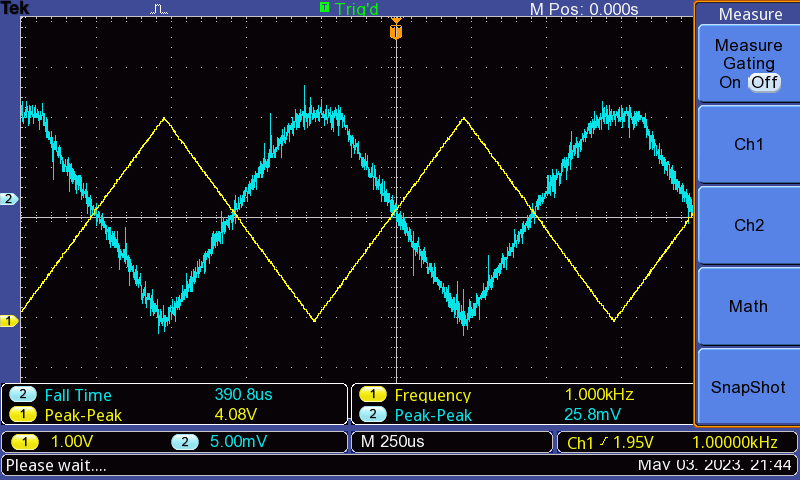 Tek
T Trig'd
M Pos: 0.000s
Measure
T
Measure
Gating
On Off
Ch1
2
Ch2
Math
1
SnapShot
2 Fall Time 390.8us
1 Frequency 1.000kHz
1 Peak-Peak 4.08V
2 Peak-Peak 25.8mV
1 1.00V
2 5.00mV
M 250us
Ch1 1.95V 1.00000kHz
Please wait....
May 03. 2023. 21:44